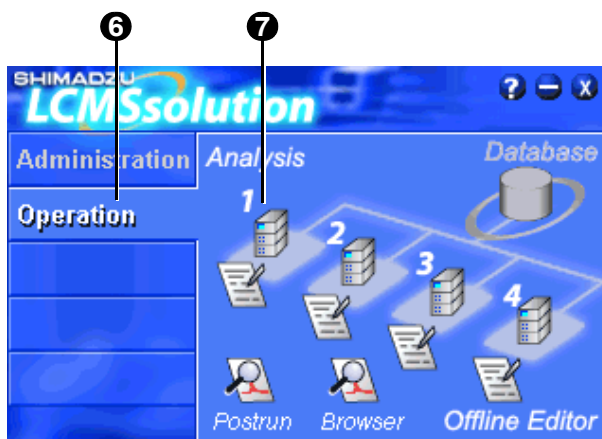 6 7
SHIMADZU
LCMSsolution
? – X
Administration
Analysis
Database
Operation
1
2
3
4
Postrun
Browser
Offline Editor